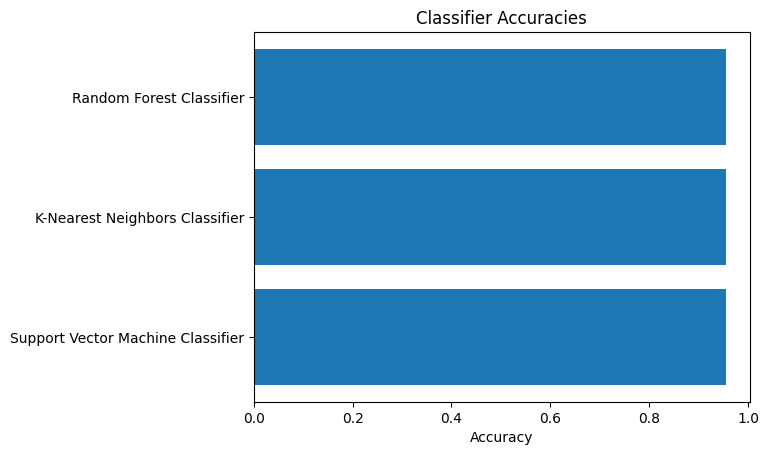 Classifier Accuracies
Random Forest Classifier
K-Nearest Neighbors Classifier
Support Vector Machine Classifier
0.0 0.2 0.4 0.6 0.8 1.0
Accuracy